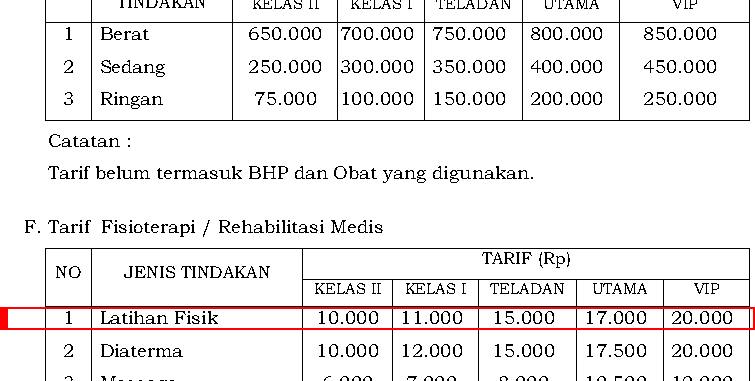 TINDAKAN KELAS II KELAS I TELADAN UTAMA VIP
1 Berat 650.000 700.000 750.000 800.000 850.000
2 Sedang 250.000 300.000 350.000 400.000 450.000
3 Ringan 75.000 100.000 150.000 200.000 250.000
Catatan :
Tarif belum termasuk BHP dan Obat yang digunakan.
F. Tarif Fisioterapi / Rehabilitasi Medis
NO JENIS TINDAKAN TARIF (Rp)
KELAS II KELAS I TELADAN UTAMA VIP
1 Latihan Fisik 10.000 11.000 15.000 17.000 20.000
2 Diaterma 10.000 12.000 15.000 17.500 20.000